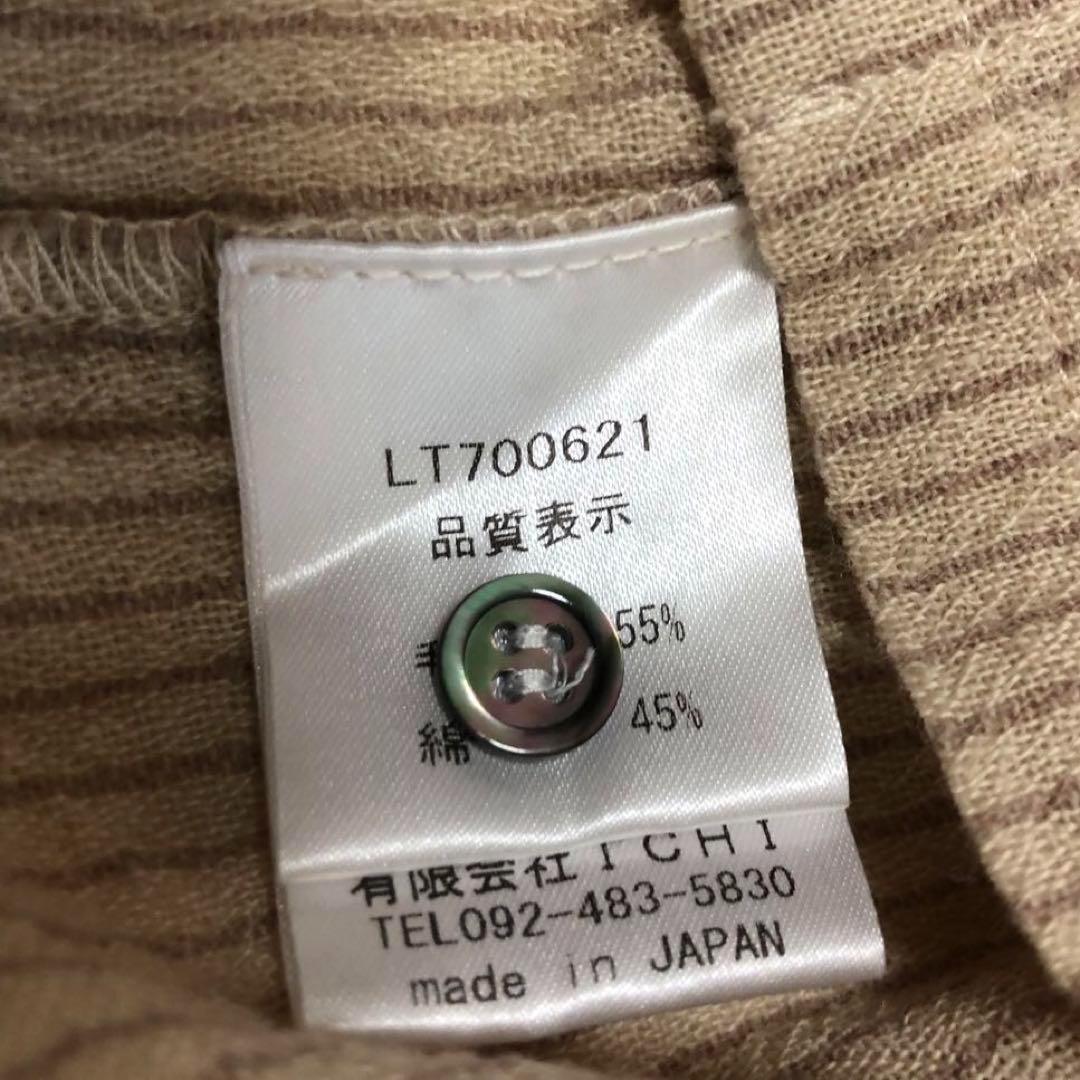 LT700621
品質表示
55%
綿 45%
有限会社ICHI
TEL092-483-5830
made in JAPAN